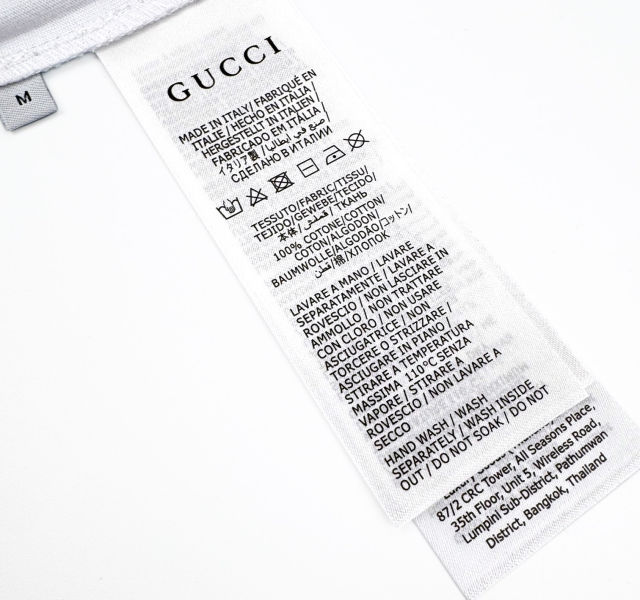 M
GUCCI
MADE IN ITALY/ FABRIQUÉ EN
ITALIE / HECHO EN ITALIA/
HERGESTELLT IN ITALIEN/
FABRICADO EM ITÁLIA/
イタリア製/ صنع في ايطاليا/
СДЕЛАНО В ИТАЛИИ
TESSUTO/FABRIC/TISSU/
TEJIDO/GEWEBE/TECIDO/
本体/ قماش/ ТКАНЬ
100% COTONE/COTTON/
COTON/ALGODON/
BAUMWOLLE/ALGODÃO/コットン/
قطن/棉/ХЛОПОК
LAVARE A MANO / LAVARE
SEPARATAMENTE / LAVARE A
ROVESCIO / NON LASCIARE IN
AMMOLLO / NON TRATTARE
CON CLORO / NON USARE
ASCIUGATRICE / NON
TORCERE O STRIZZARE /
ASCIUGARE IN PIANO /
STIRARE A TEMPERATURA
MASSIMA 110°C SENZA
VAPORE / STIRARE A
ROVESCIO / NON LAVARE A
SECCO
HAND WASH / WASH
SEPARATELY / WASH INSIDE
OUT / DO NOT SOAK / DO NOT
87/2 CRC Tower, All Seasons Place,
35th Floor, Unit 5, Wireless Road,
Lumpini Sub-District, Pathumwan
District, Bangkok, Thailand